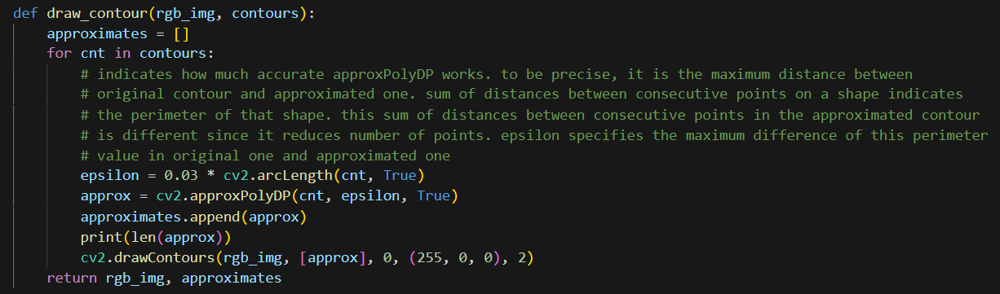 def draw_contour(rgb_img, contours):
    approximates = []
    for cnt in contours:
        # indicates how much accurate approxPolyDP works. to be precise, it is the maximum distance between
        # original contour and approximated one. sum of distances between consecutive points on a shape indicates
        # the perimeter of that shape. this sum of distances between consecutive points in the approximated contour
        # is different since it reduces number of points. epsilon specifies the maximum difference of this perimeter
        # value in original one and approximated one
        epsilon = 0.03 * cv2.arcLength(cnt, True)
        approx = cv2.approxPolyDP(cnt, epsilon, True)
        approximates.append(approx)
        print(len(approx))
        cv2.drawContours(rgb_img, [approx], 0, (255, 0, 0), 2)
    return rgb_img, approximates